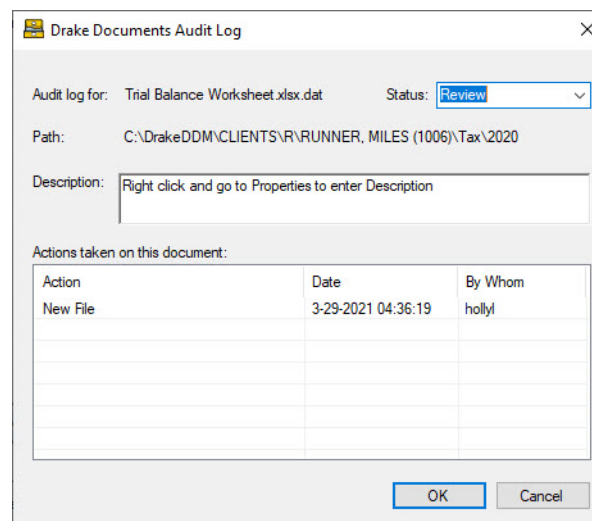 Drake Documents Audit Log
Audit log for: Trial Balance Worksheet.xlsx.dat Status: Review
Path: C:\DrakeDDM\CLIENTS\R\RUNNER, MILES (1006)\Tax\2020
Description: Right click and go to Properties to enter Description
Actions taken on this document:
Action Date By Whom
New File 3-29-2021 04:36:19 hollyl
OK Cancel